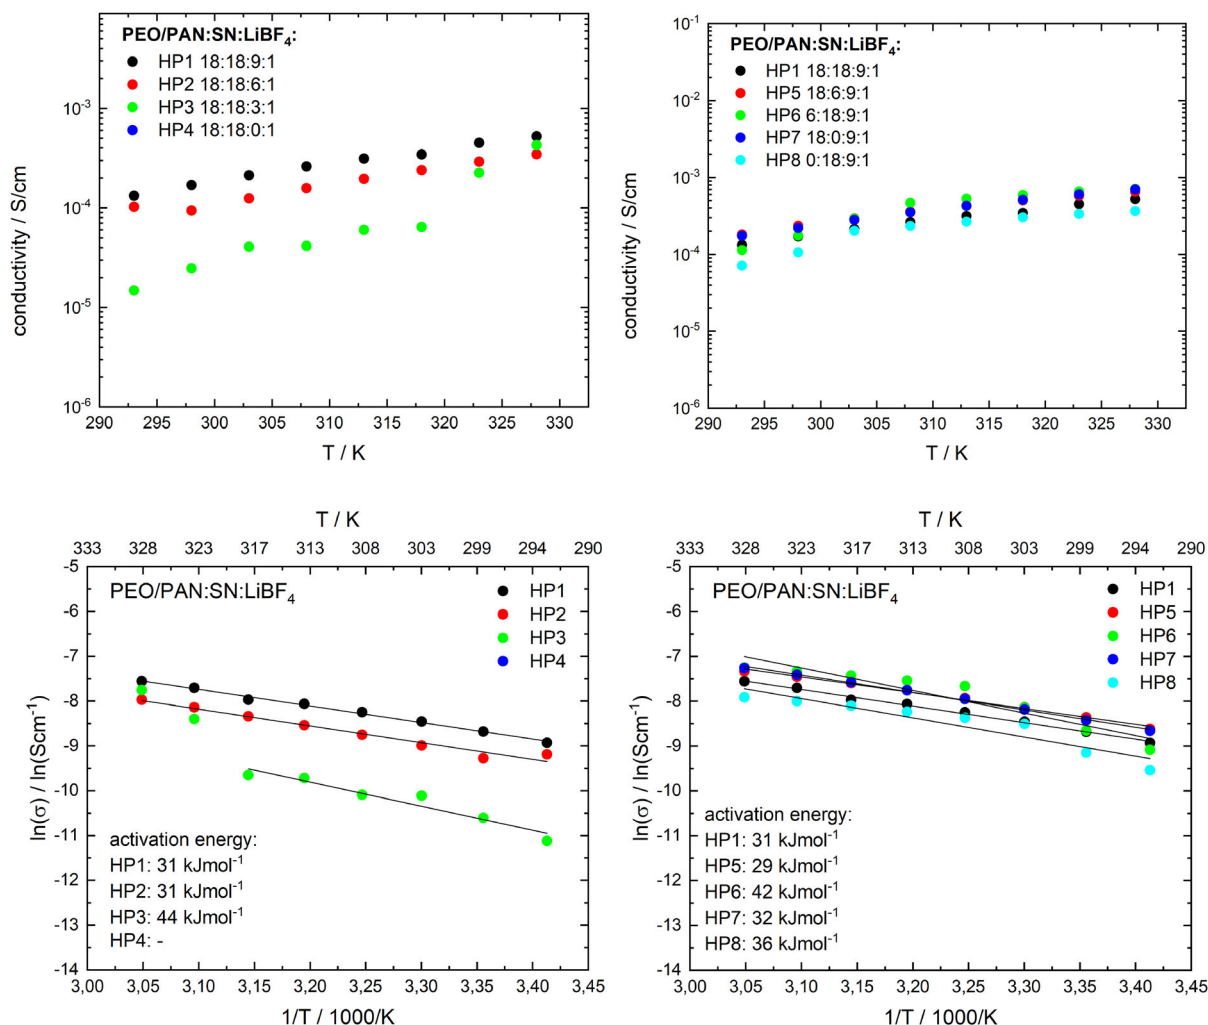 PEO/PAN:SN:LiBF4:
HP1 18:18:9:1
HP2 18:18:6:1
HP3 18:18:3:1
HP4 18:18:0:1
10-3
10-4
10-5
10-6
conductivity / S/cm
290 295 300 305 310 315 320 325 330
T / K
PEO/PAN:SN:LiBF4:
HP1 18:18:9:1
HP5 18:6:9:1
HP6 6:18:9:1
HP7 18:0:9:1
HP8 0:18:9:1
10-1
10-2
10-3
10-4
10-5
10-6
conductivity / S/cm
290 295 300 305 310 315 320 325 330
T / K
T / K
333 328 323 317 313 308 303 299 293 290
-5
-6
-7
-8
-9
-10
-11
-12
-13
-14
ln(σ) / ln(Scm-1)
PEO/PAN:SN:LiBF4
HP1
HP2
HP3
HP4
activation energy:
HP1: 31 kJmol-1
HP2: 31 kJmol-1
HP3: 44 kJmol-1
HP4: -
3,00 3,05 3,10 3,15 3,20 3,25 3,30 3,35 3,40 3,45
1/T / 1000/K
T / K
333 328 323 317 313 308 303 299 293 290
-5
-6
-7
-8
-9
-10
-11
-12
-13
-14
ln(σ) / ln(Scm-1)
PEO/PAN:SN:LiBF4
HP1
HP5
HP6
HP7
HP8
activation energy:
HP1: 31 kJmol-1
HP5: 29 kJmol-1
HP6: 42 kJmol-1
HP7: 32 kJmol-1
HP8: 36 kJmol-1
3,00 3,05 3,10 3,15 3,20 3,25 3,30 3,35 3,40 3,45
1/T / 1000/K